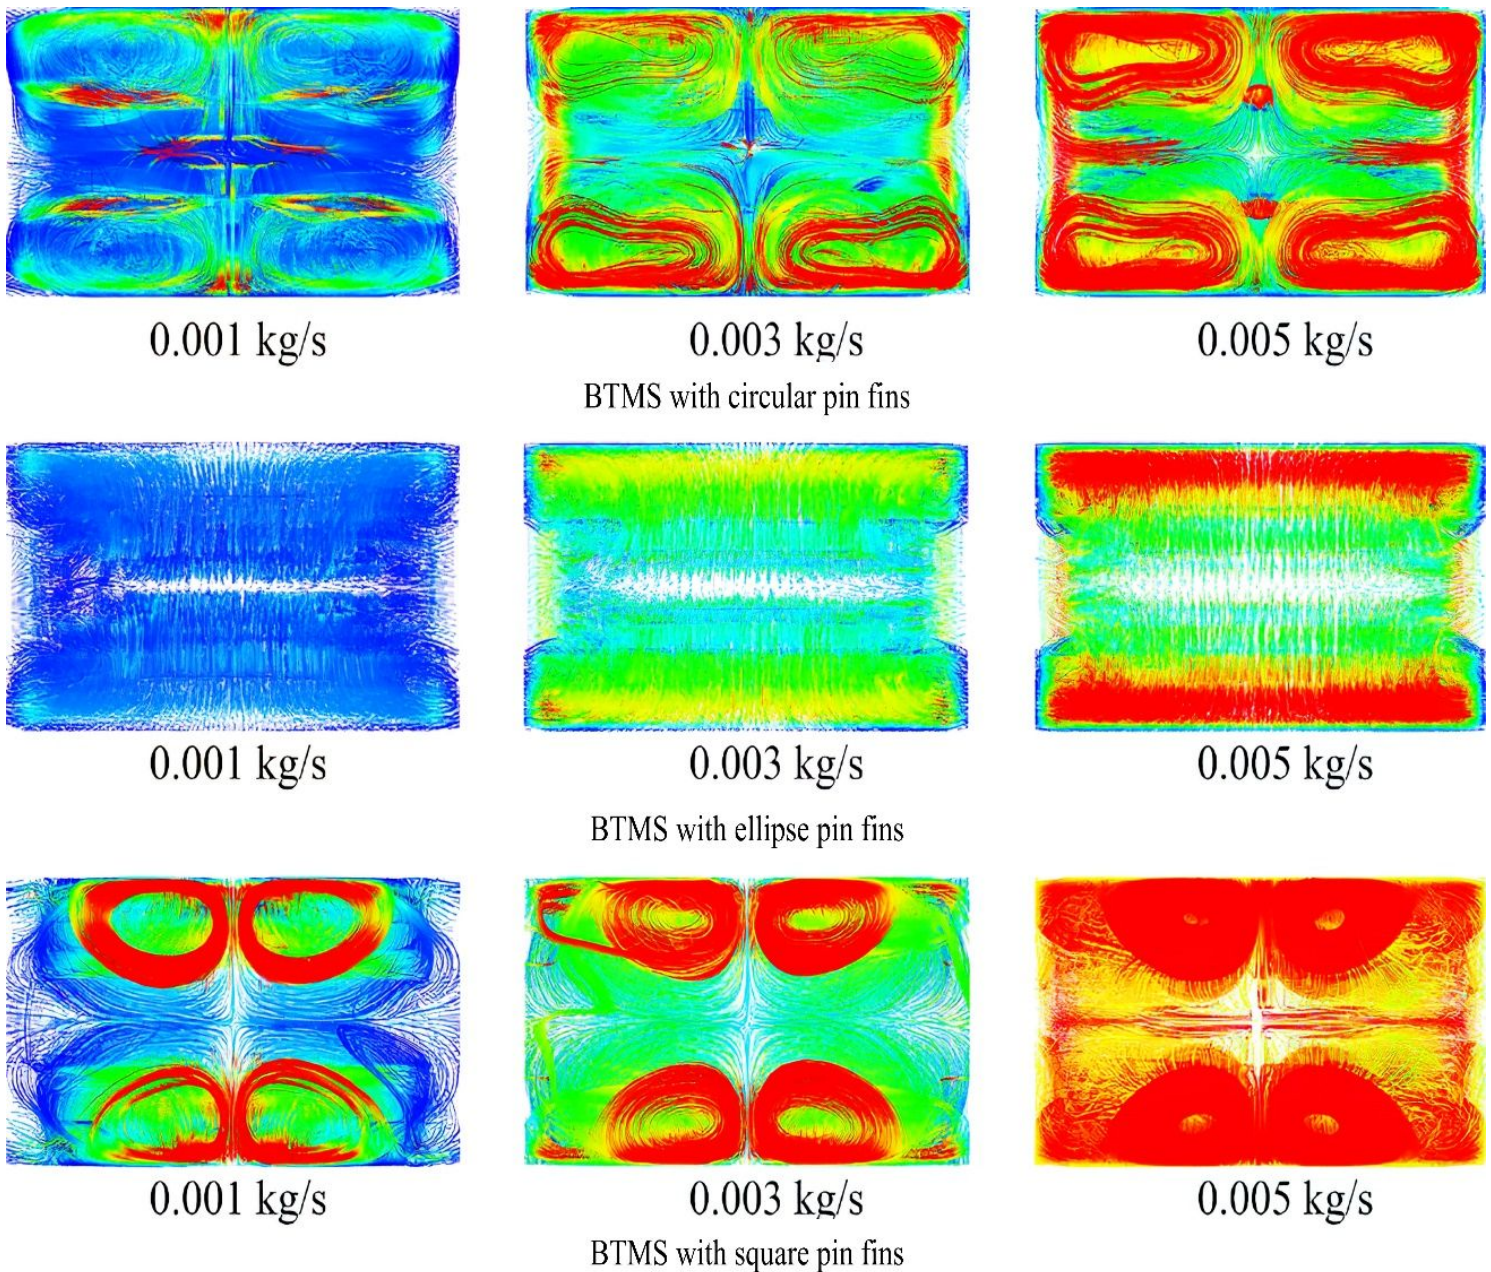 0.001 kg/s
0.003 kg/s
0.005 kg/s
BTMS with circular pin fins
0.001 kg/s
0.003 kg/s
0.005 kg/s
BTMS with ellipse pin fins
0.001 kg/s
0.003 kg/s
0.005 kg/s
BTMS with square pin fins